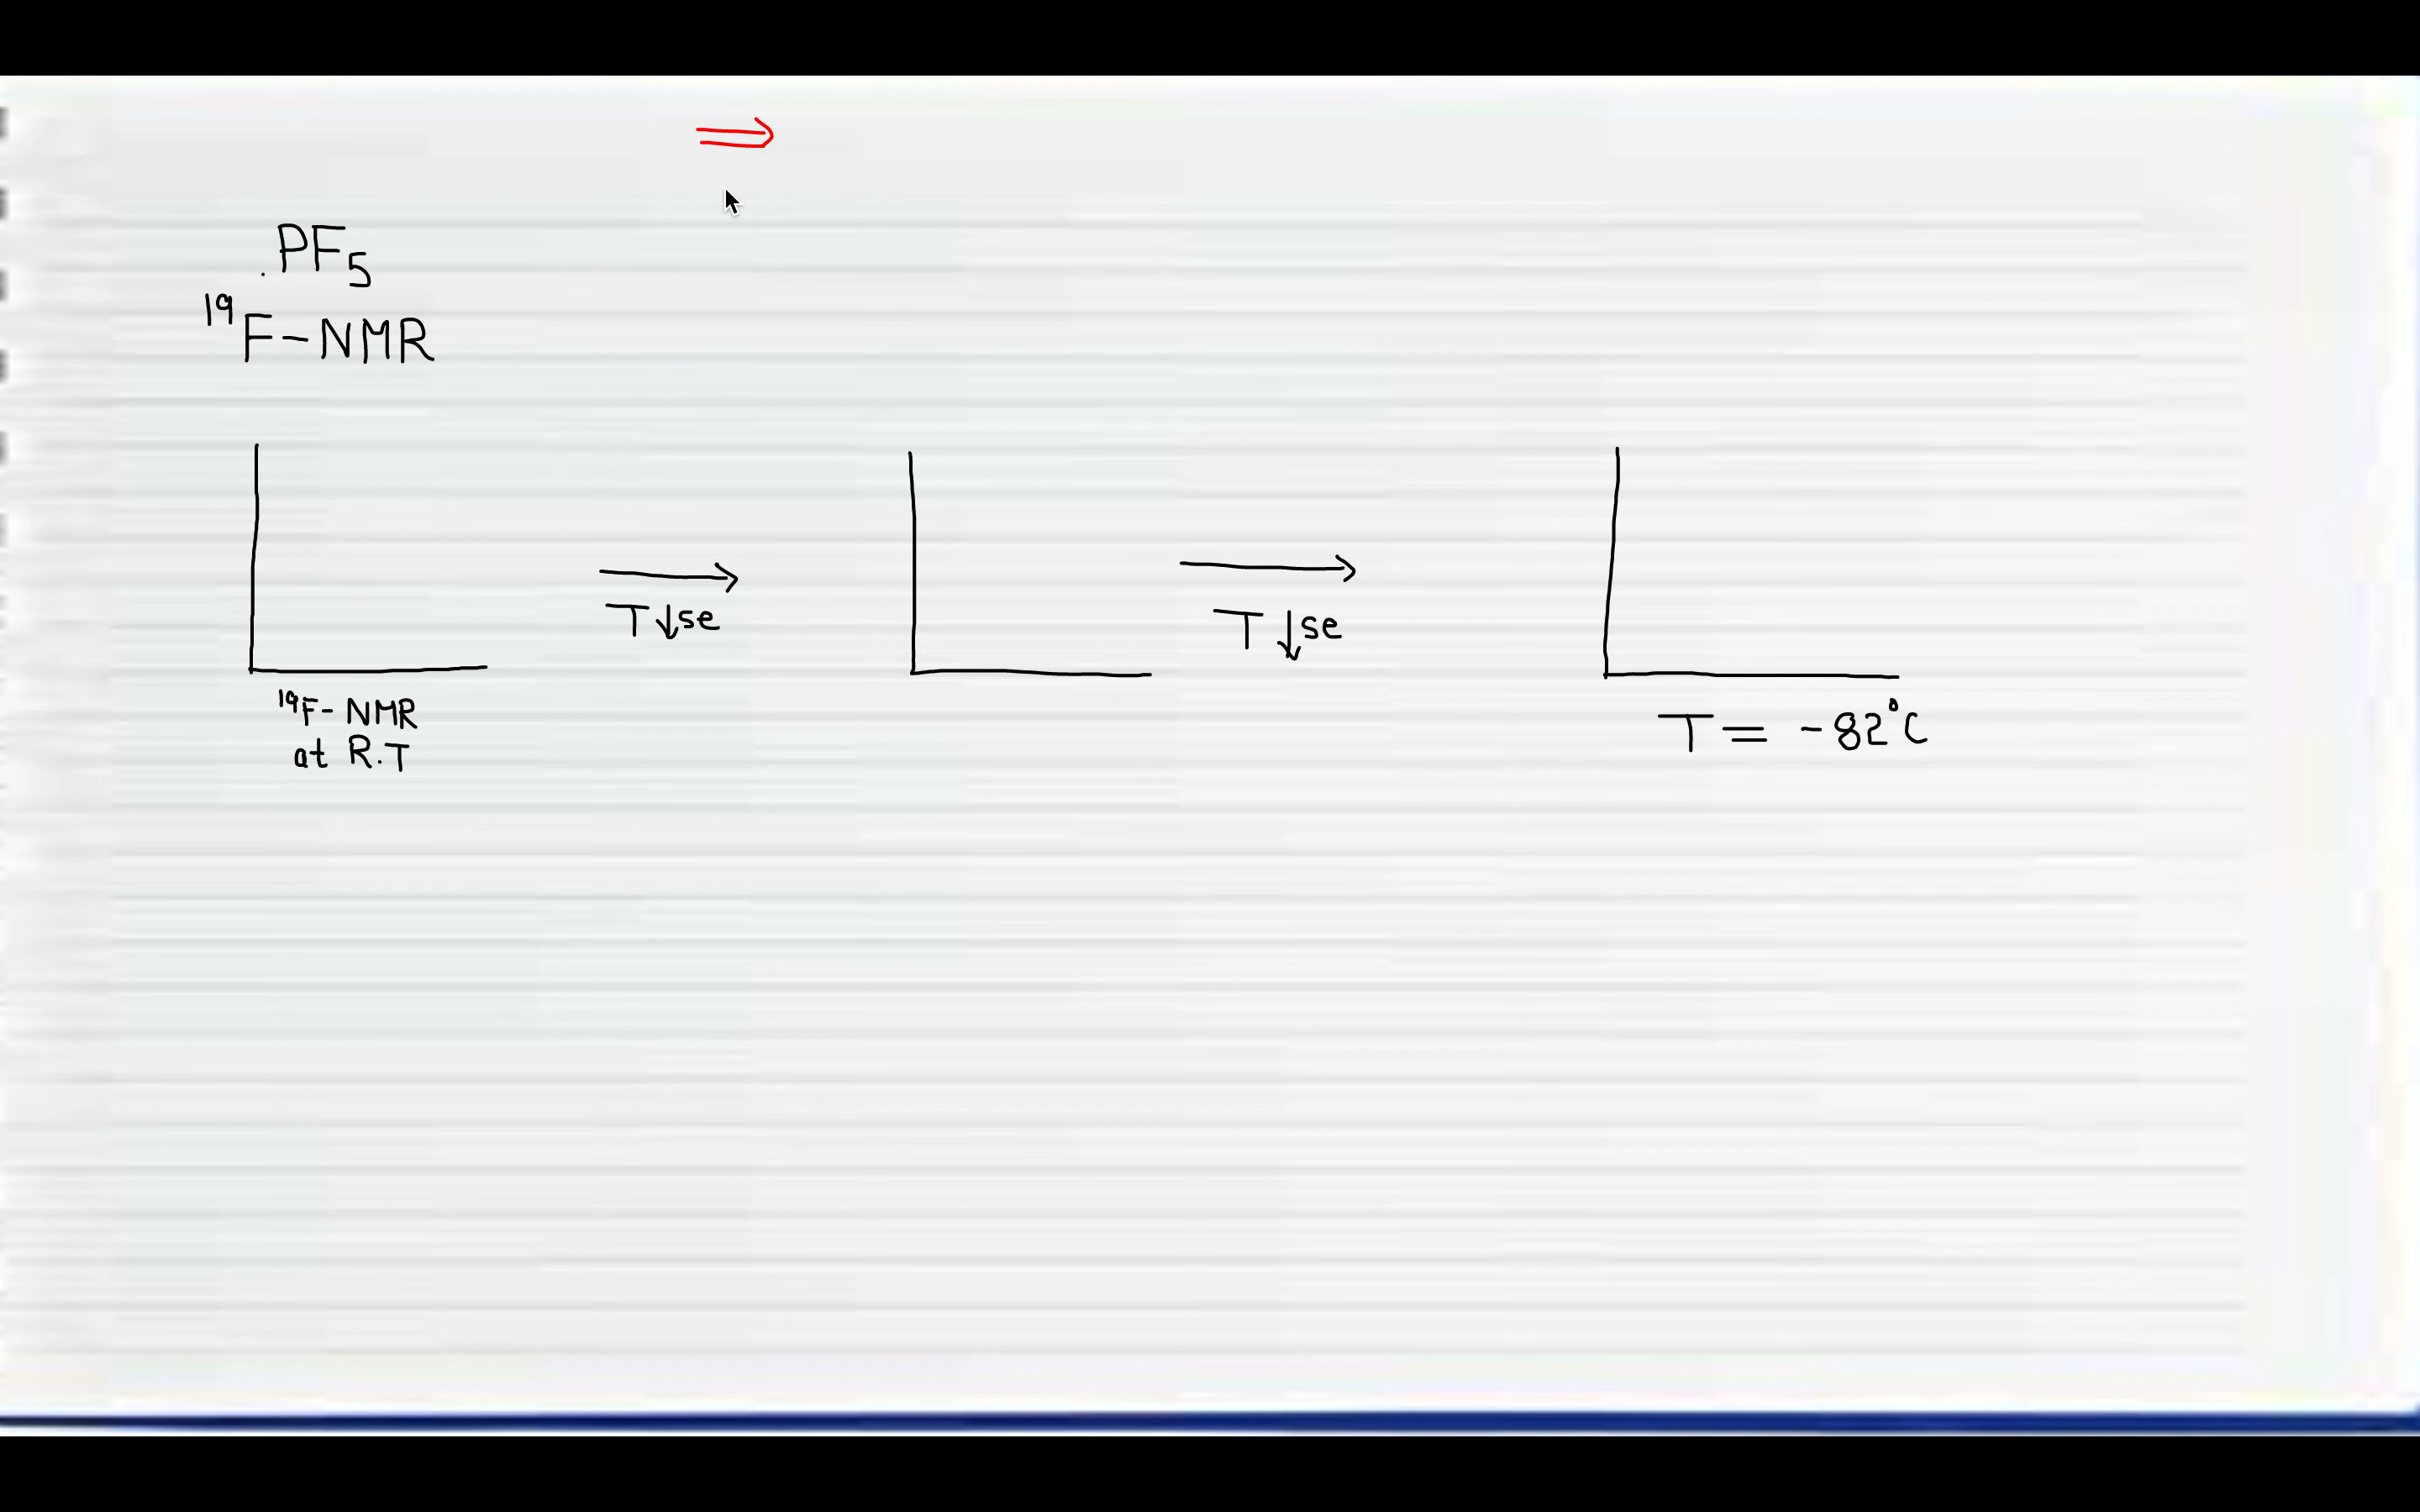 PF5
19F-NMR
T↓se
T↓se
19F-NMR
at R.T
T = -82°C